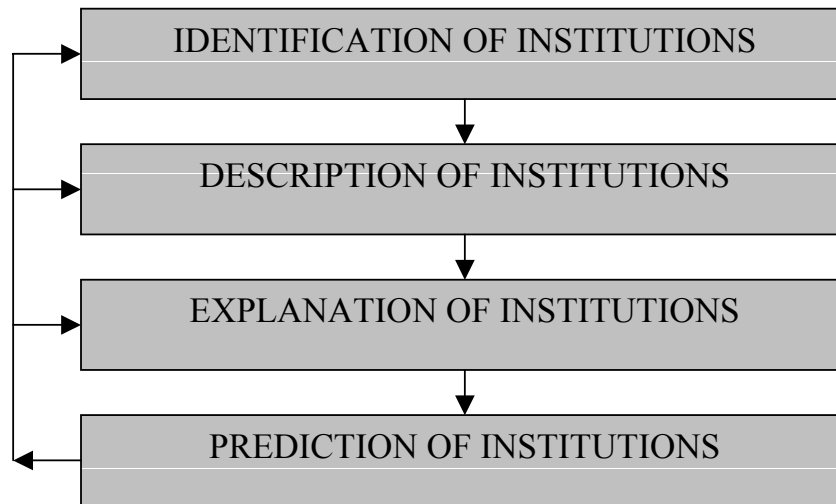 IDENTIFICATION OF INSTITUTIONS
DESCRIPTION OF INSTITUTIONS
EXPLANATION OF INSTITUTIONS
PREDICTION OF INSTITUTIONS